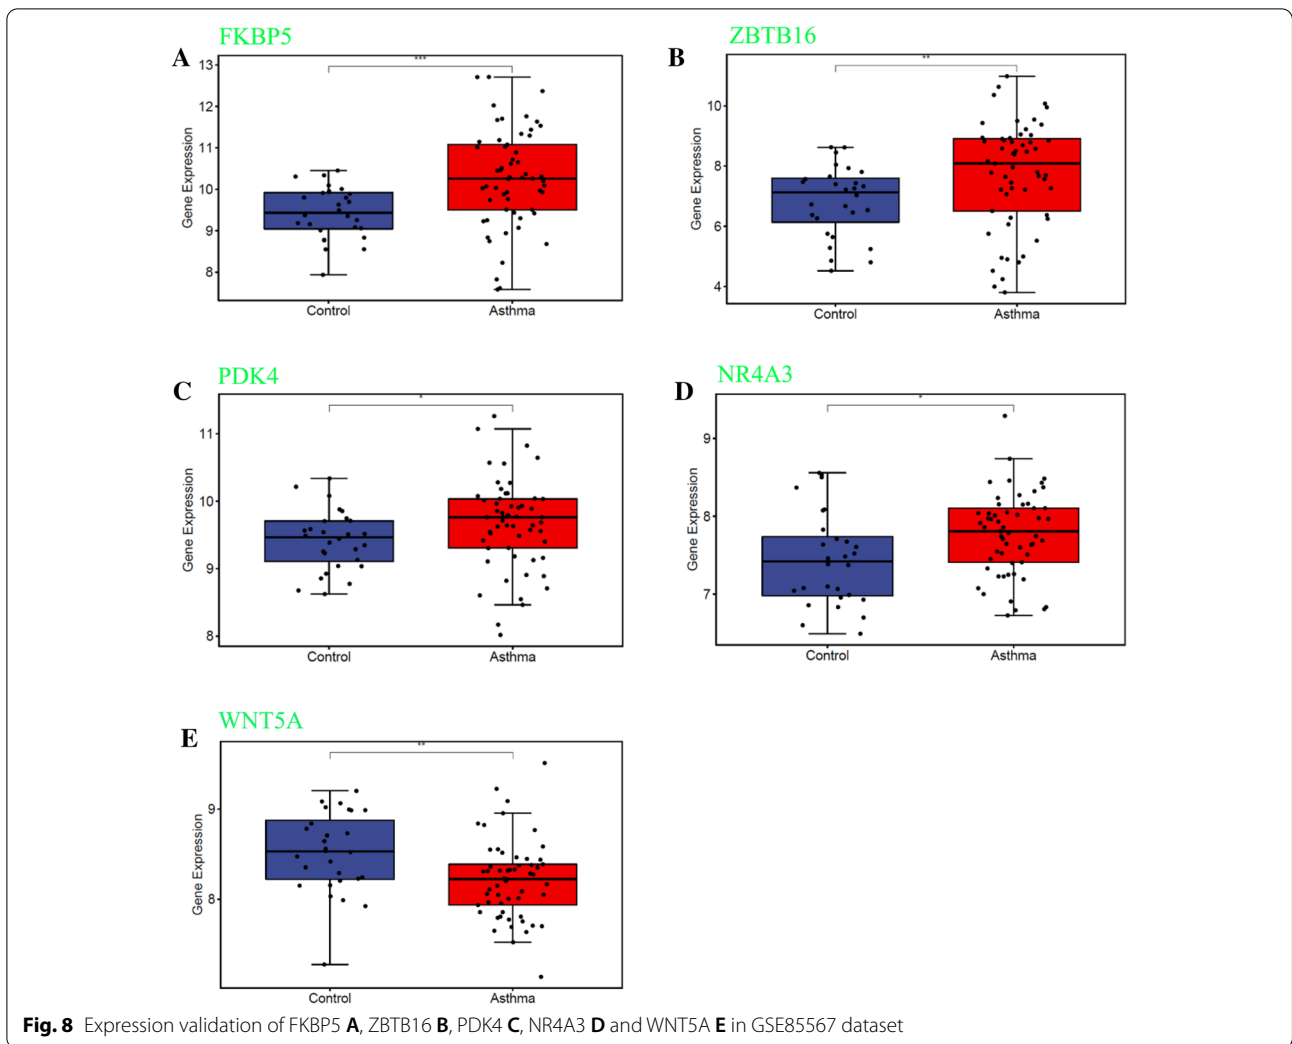 A
FKBP5
***
13
12
11
10
9
8
Gene Expression
Control
Asthma
B
ZBTB16
**
10
8
6
4
Gene Expression
Control
Asthma
C
PDK4
*
11
10
9
8
Gene Expression
Control
Asthma
D
NR4A3
*
9
8
7
Gene Expression
Control
Asthma
E
WNT5A
**
9
8
Gene Expression
Control
Asthma
Fig. 8 Expression validation of FKBP5 A, ZBTB16 B, PDK4 C, NR4A3 D and WNT5A E in GSE85567 dataset